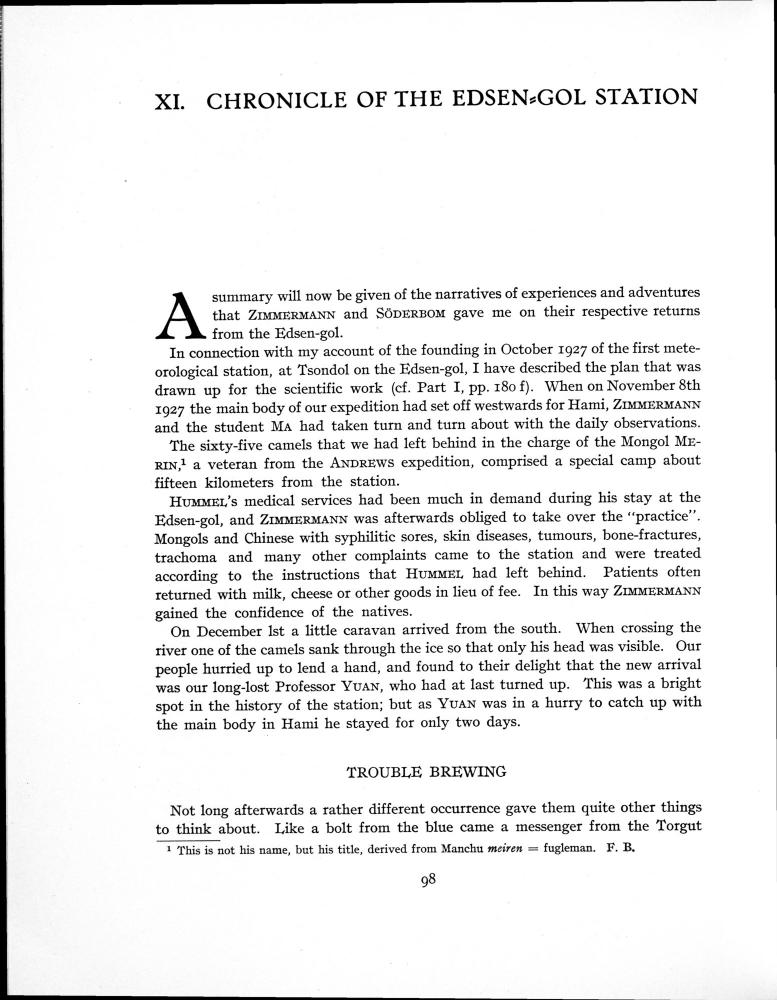 XI. CHRONICLE OF THE EDSEN-GOL STATION
A summary will now be given of the narratives of experiences and adventures
that ZIMMERMANN and SÖDERBOM gave me on their respective returns
from the Edsen-gol.
In connection with my account of the founding in October 1927 of the first mete-
orological station, at Tsondol on the Edsen-gol, I have described the plan that was
drawn up for the scientific work (cf. Part I, pp. 180 f). When on November 8th
1927 the main body of our expedition had set off westwards for Hami, ZIMMERMANN
and the student MA had taken turn and turn about with the daily observations.
The sixty-five camels that we had left behind in the charge of the Mongol ME-
RIN,¹ a veteran from the ANDREWS expedition, comprised a special camp about
fifteen kilometers from the station.
HUMMEL's medical services had been much in demand during his stay at the
Edsen-gol, and ZIMMERMANN was afterwards obliged to take over the “practice”.
Mongols and Chinese with syphilitic sores, skin diseases, tumours, bone-fractures,
trachoma and many other complaints came to the station and were treated
according to the instructions that HUMMEL had left behind. Patients often
returned with milk, cheese or other goods in lieu of fee. In this way ZIMMERMANN
gained the confidence of the natives.
On December 1st a little caravan arrived from the south. When crossing the
river one of the camels sank through the ice so that only his head was visible. Our
people hurried up to lend a hand, and found to their delight that the new arrival
was our long-lost Professor YUAN, who had at last turned up. This was a bright
spot in the history of the station; but as YUAN was in a hurry to catch up with
the main body in Hami he stayed for only two days.
TROUBLE BREWING
Not long afterwards a rather different occurrence gave them quite other things
to think about. Like a bolt from the blue came a messenger from the Torgut
¹ This is not his name, but his title, derived from Manchu meiren = fugleman. F. B.
98